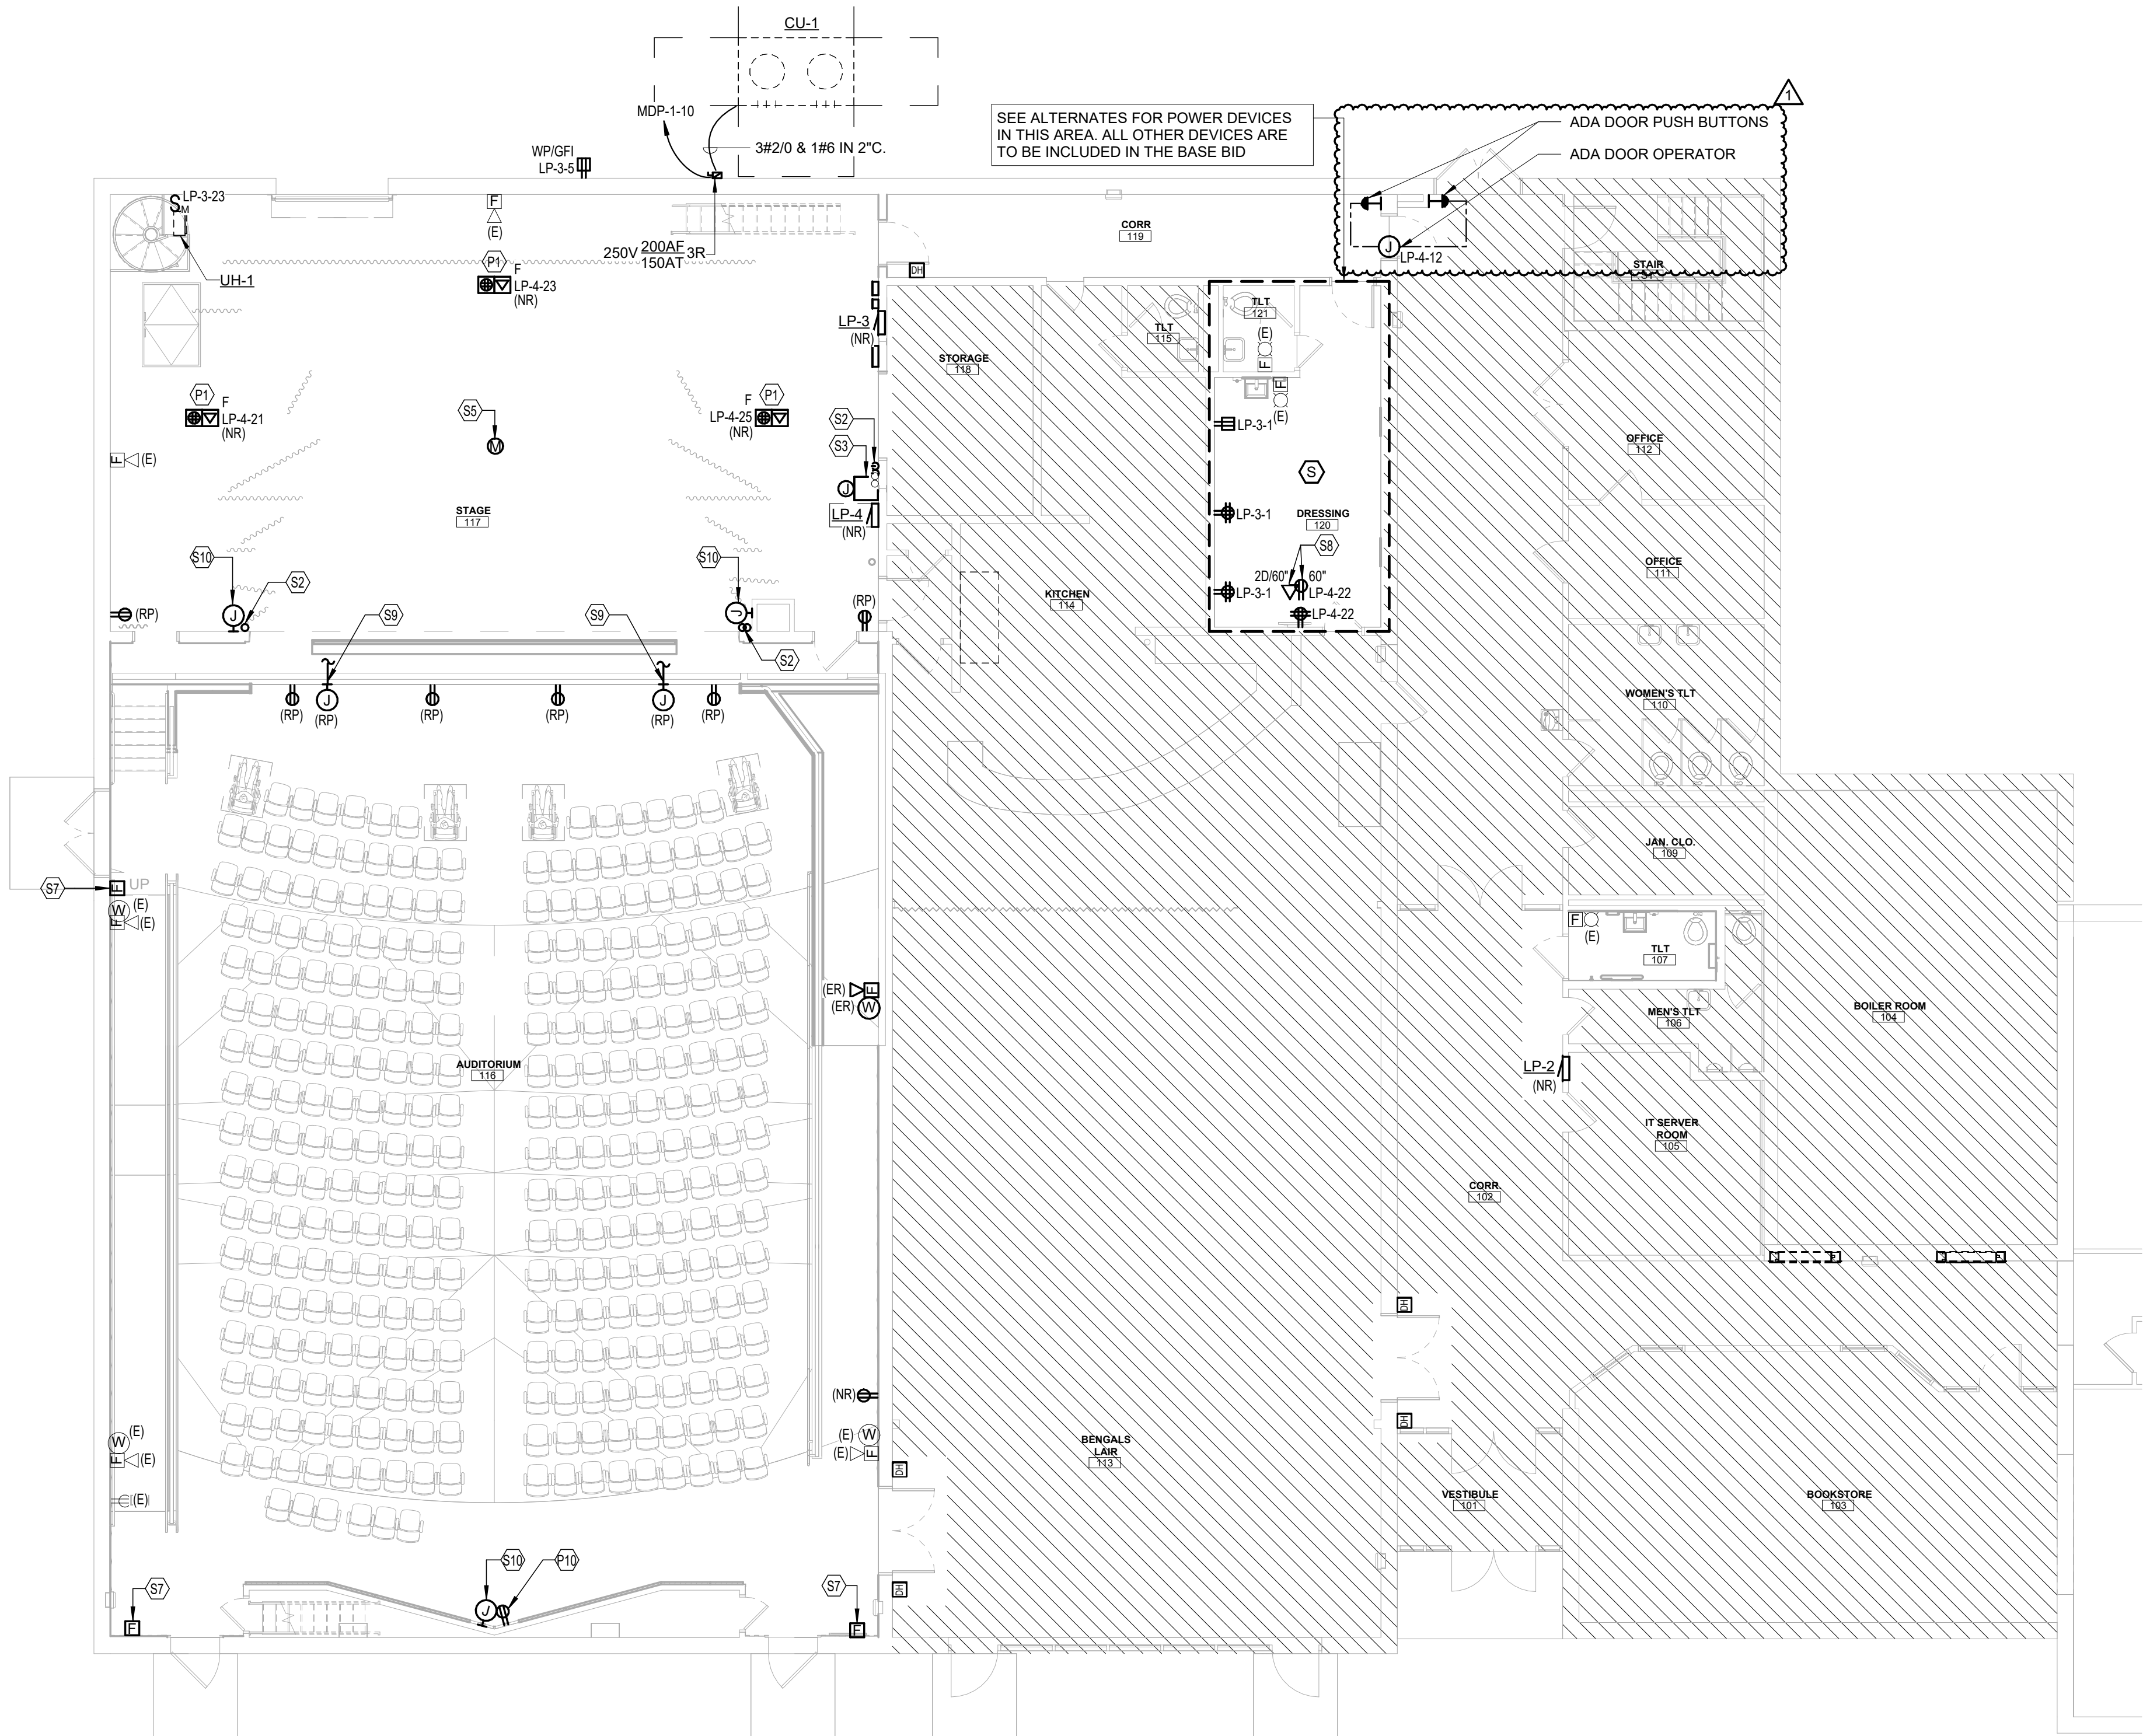 CU-1
MDP-1-10
3#2/0 & 1#6 IN 2"C.
SEE ALTERNATES FOR POWER DEVICES
IN THIS AREA. ALL OTHER DEVICES ARE
TO BE INCLUDED IN THE BASE BID
1
ADA DOOR PUSH BUTTONS
ADA DOOR OPERATOR
WP/GFI
LP-3-5
LP-3-23
S M
UH-1
F
(E)
250V 200AF 3R
150AT
CORR
119
DH
J
LP-4-12
STAIR
S1
P1
F
LP-4-23
(NR)
LP-3
(NR)
STORAGE
118
TLT
115
TLT
121
(E)
F
F
(E)
P1
F
LP-4-21
(NR)
S5
M
F
P1
LP-4-25
(NR)
S2
S3
J
LP-4
(NR)
LP-3-1
S
LP-3-1
DRESSING
120
S8
2D/60"
60"
LP-3-1
LP-4-22
LP-4-22
OFFICE
112
OFFICE
111
F
(E)
STAGE
117
S10
S2
J
(RP)
S9
S9
S10
J
S2
(RP)
KITCHEN
114
(RP)
J
(RP)
(RP)
(RP)
J
(RP)
(RP)
WOMEN'S TLT
110
JAN. CLO.
109
S7
F
UP
W
(E)
F
(E)
F
(E)
TLT
107
(ER)
F
(ER)
W
MEN'S TLT
106
BOILER ROOM
104
AUDITORIUM
116
LP-2
(NR)
IT SERVER
ROOM
105
CORR.
102
DH
(NR)
DH
W
(E)
F
(E)
(E)
W
(E)
F
BENGALS
LAIR
113
DH
(E)
VESTIBULE
101
BOOKSTORE
103
S10
P10
J
S7
F
S7
F
DH